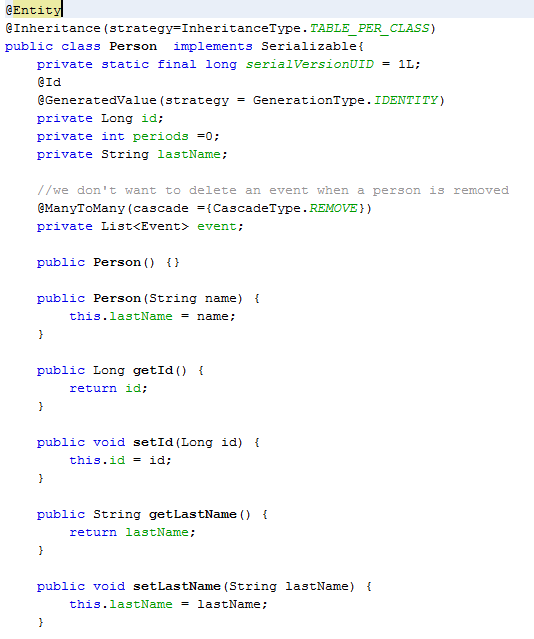 @Entity
@Inheritance(strategy=InheritanceType.TABLE_PER_CLASS)
public class Person  implements Serializable{
    private static final long serialVersionUID = 1L;
    @Id
    @GeneratedValue(strategy = GenerationType.IDENTITY)
    private Long id;
    private int periods =0;
    private String lastName;

    //we don't want to delete an event when a person is removed
    @ManyToMany(cascade ={CascadeType.REMOVE})
    private List<Event> event;

    public Person() {}

    public Person(String name) {
        this.lastName = name;
    }

    public Long getId() {
        return id;
    }

    public void setId(Long id) {
        this.id = id;
    }

    public String getLastName() {
        return lastName;
    }

    public void setLastName(String lastName) {
        this.lastName = lastName;
    }